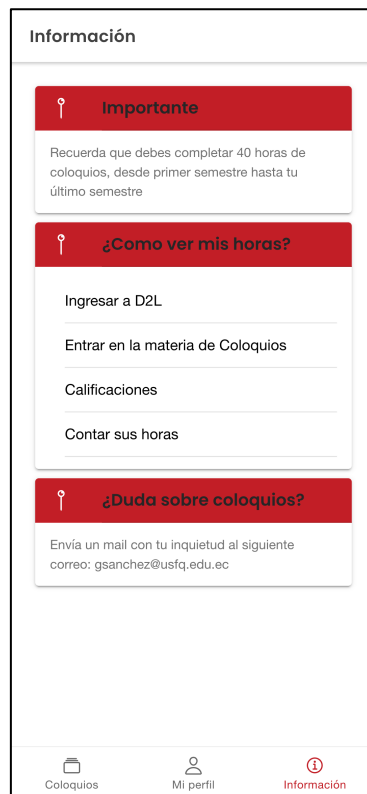 Información
Importante
Recuerda que debes completar 40 horas de
coloquios, desde primer semestre hasta tu
último semestre
¿Como ver mis horas?
Ingresar a D2L
Entrar en la materia de Coloquios
Calificaciones
Contar sus horas
¿Duda sobre coloquios?
Envía un mail con tu inquietud al siguiente
correo: gsanchez@usfq.edu.ec
Coloquios Mi perfil Información